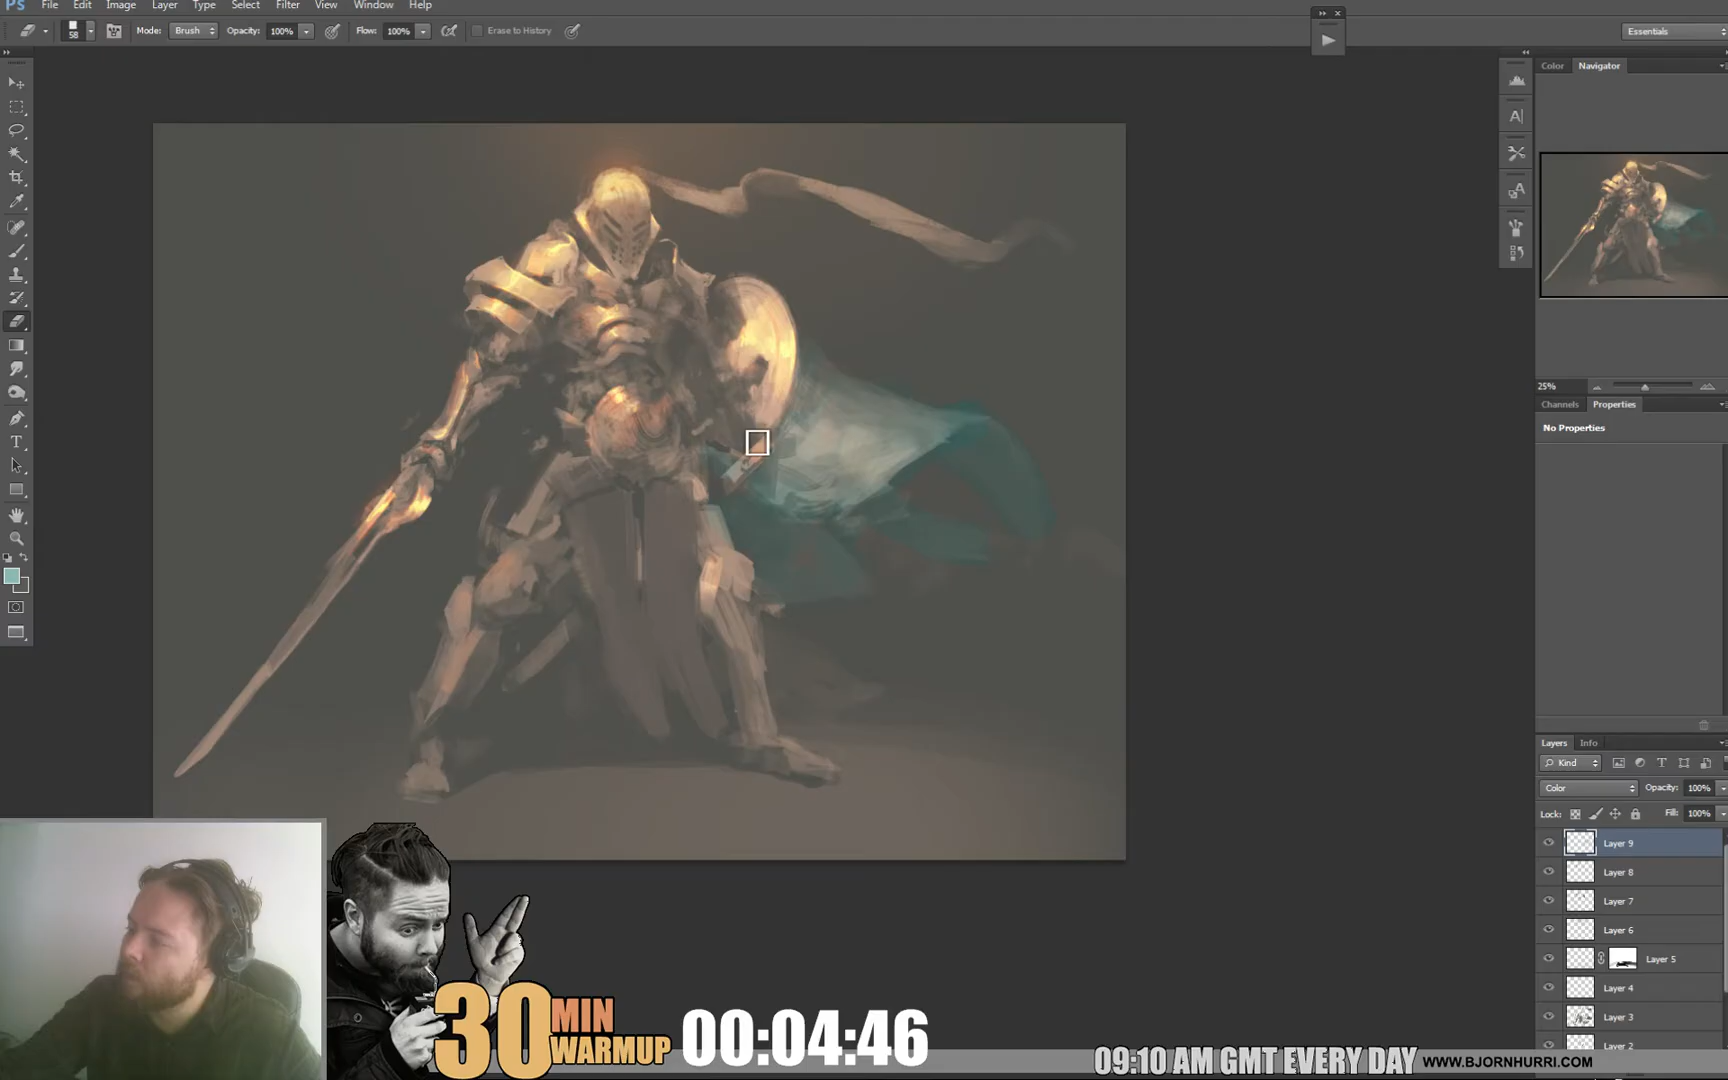 Ps File Edit Image Layer Type Select Filter View Window Help
58 Mode: Brush Opacity: 100% Flow: 100% Erase to History Essentials
Color Navigator
25%
Channels Properties
No Properties
Layers Info
Kind
Color Opacity: 100%
Lock: Fill: 100%
Layer 9
Layer 8
Layer 7
Layer 6
Layer 5
Layer 4
Layer 3
Layer 2
30 MIN WARMUP 00:04:46
09:10 AM GMT EVERY DAY WWW.BJORNHURRI.COM